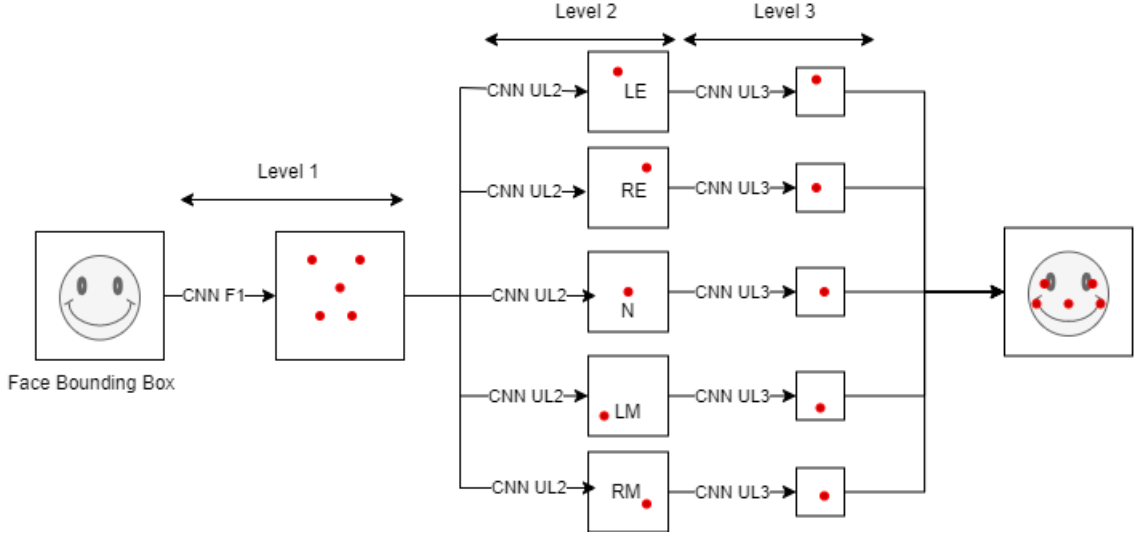 Level 2
Level 3
CNN UL2
LE
CNN UL3
Level 1
CNN UL2
RE
CNN UL3
CNN F1
CNN UL2
N
CNN UL3
Face Bounding Box
CNN UL2
LM
CNN UL3
CNN UL2
RM
CNN UL3